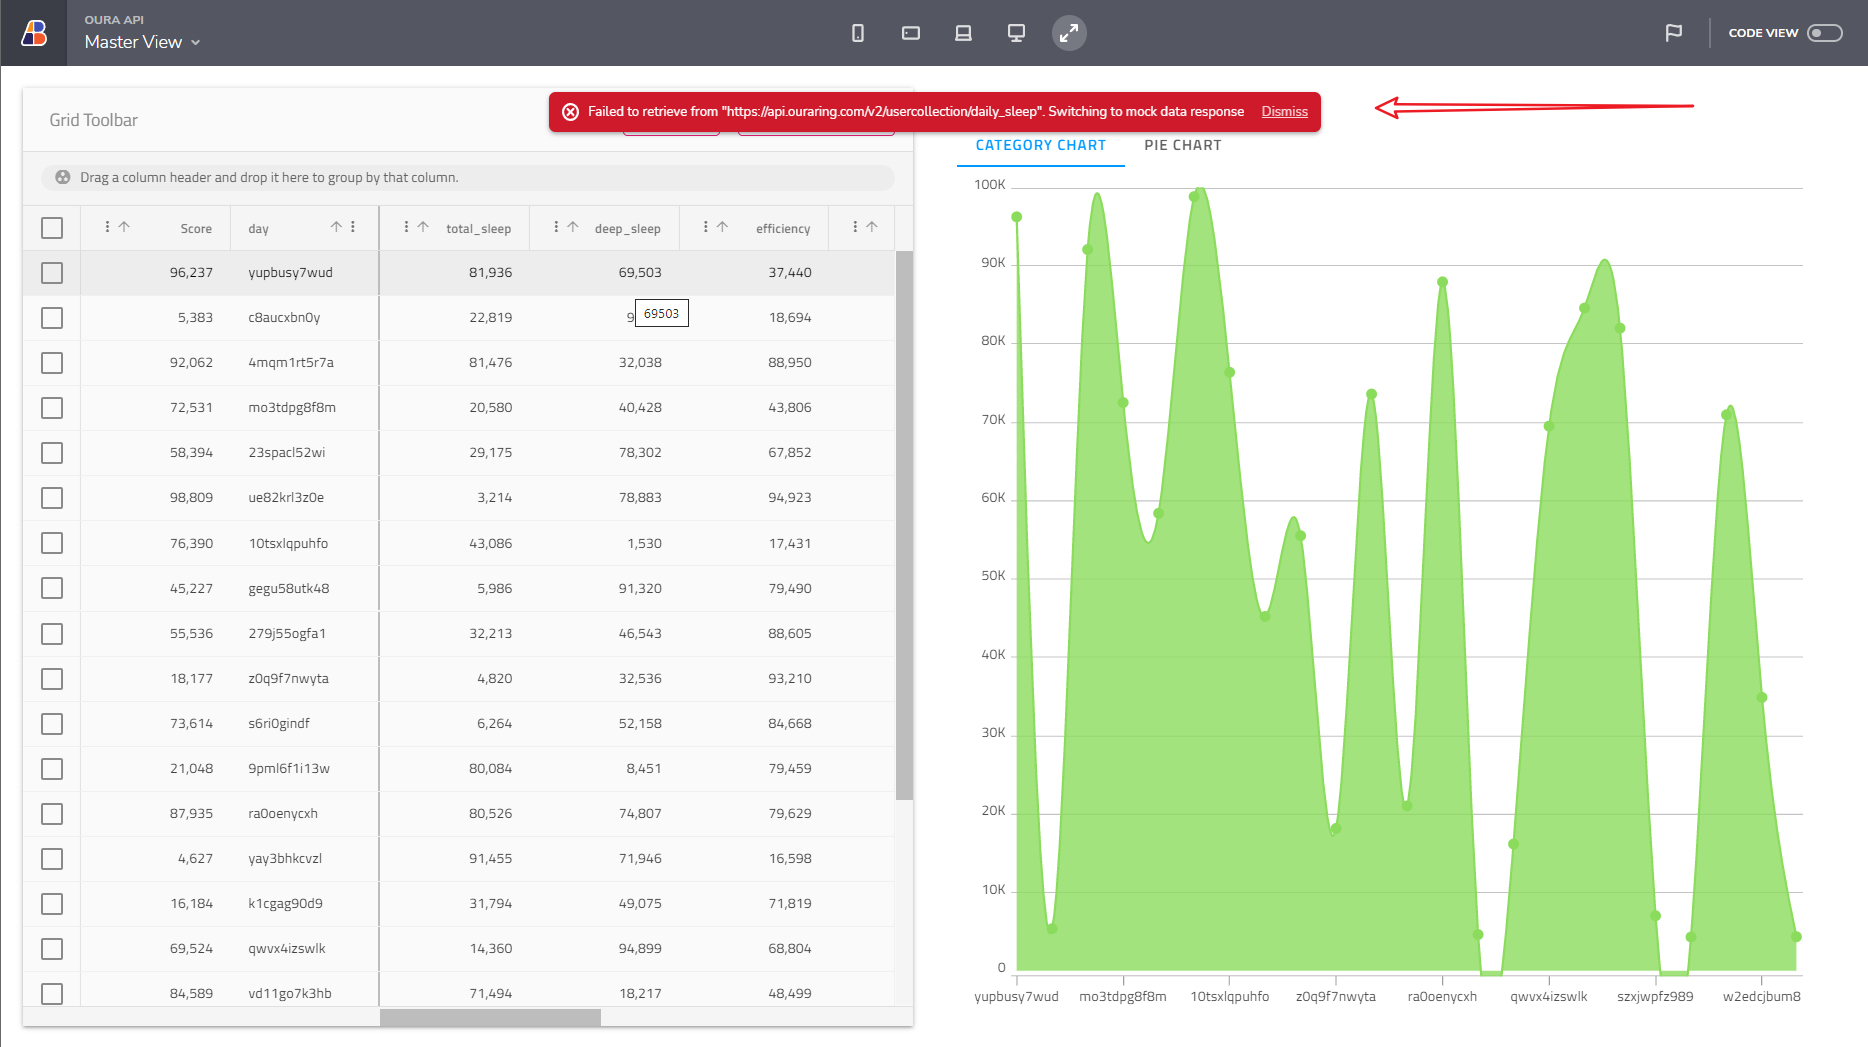 OURA API
Master View
CODE VIEW
Failed to retrieve from "https://api.ouraring.com/v2/usercollection/daily_sleep". Switching to mock data response Dismiss
Grid Toolbar
Drag a column header and drop it here to group by that column.
Score day total_sleep deep_sleep efficiency
96,237 yupbusy7wud 81,936 69,503 37,440
5,383 c8aucxbn0y 22,819 9 18,694
69503
92,062 4mqm1rt5r7a 81,476 32,038 88,950
72,531 mo3tdpg8f8m 20,580 40,428 43,806
58,394 23spacl52wi 29,175 78,302 67,852
98,809 ue82krl3z0e 3,214 78,883 94,923
76,390 10tsxlqpuhfo 43,086 1,530 17,431
45,227 gegu58utk48 5,986 91,320 79,490
55,536 279j55ogfa1 32,213 46,543 88,605
18,177 z0q9f7nwyta 4,820 32,536 93,210
73,614 s6ri0gindf 6,264 52,158 84,668
21,048 9pml6f1i13w 80,084 8,451 79,459
87,935 ra0oenycxh 80,526 74,807 79,629
4,627 yay3bhkcvzl 91,455 71,946 16,598
16,184 k1cgag90d9 31,794 49,075 71,819
69,524 qwvx4izswlk 14,360 94,899 68,804
84,589 vd11go7k3hb 71,494 18,217 48,499
CATEGORY CHART PIE CHART
100K
90K
80K
70K
60K
50K
40K
30K
20K
10K
0
yupbusy7wud mo3tdpg8f8m 10tsxlqpuhfo z0q9f7nwyta ra0oenycxh qwvx4izswlk szxjwpfz989 w2edcjbum8